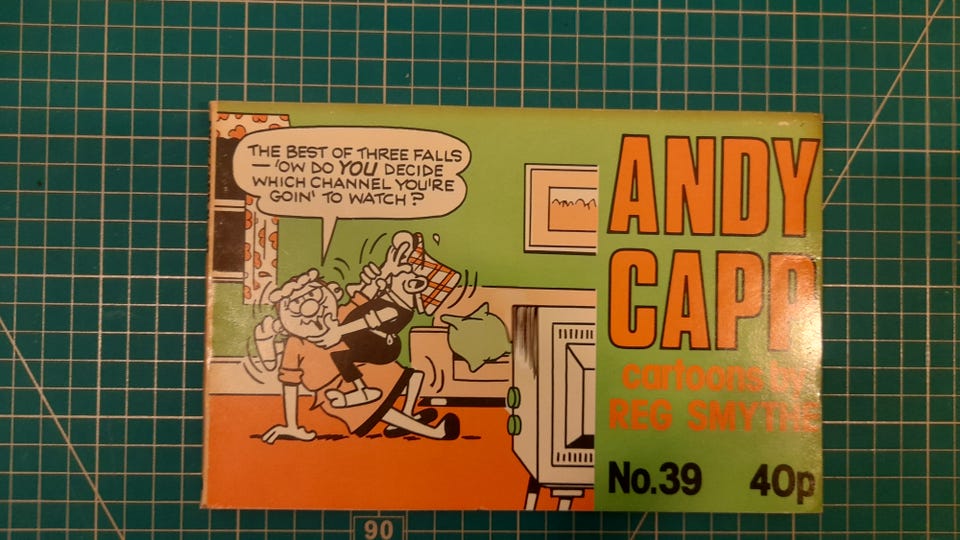 THE BEST OF THREE FALLS
— 'OW DO YOU DECIDE
WHICH CHANNEL YOU'RE
GOIN' TO WATCH?
ANDY
CAPP
cartoons by
REG SMYTHE
No.39 40p
90